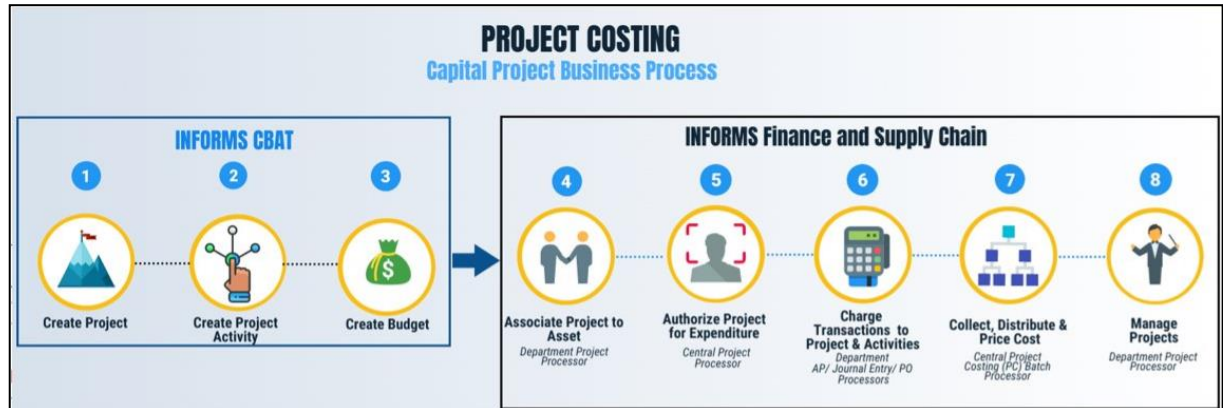 PROJECT COSTING
Capital Project Business Process
INFORMS CBAT
1
2
3
Create Project
Create Project
Activity
Create Budget
$
INFORMS Finance and Supply Chain
4
5
6
7
8
Associate Project to
Asset
Department Project
Processor
Authorize Project
for Expenditure
Central Project
Processor
Charge
Transactions to
Project & Activities
Department
AP/ Journal Entry/ PO
Processors
Collect, Distribute &
Price Cost
Central Project
Costing (PC) Batch
Processor
Manage
Projects
Department Project
Processor